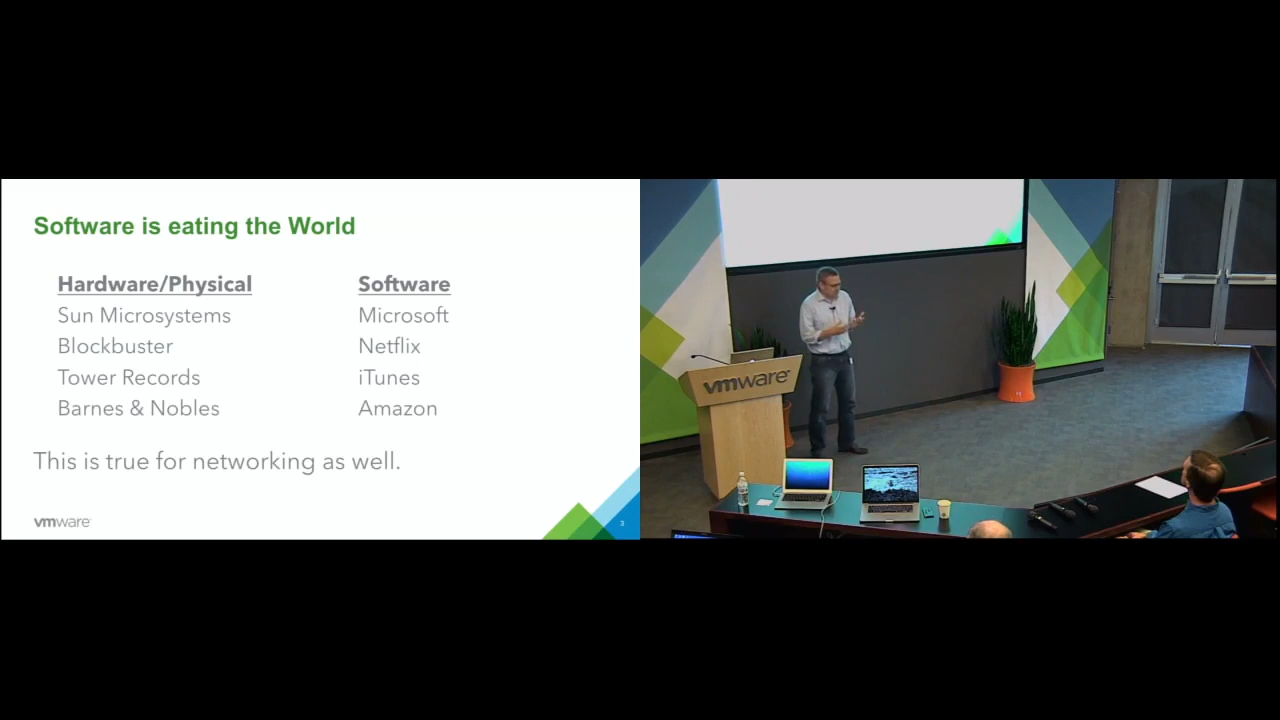 Software is eating the World
Hardware/Physical Software
Sun Microsystems Microsoft
Blockbuster Netflix
Tower Records iTunes
Barnes & Nobles Amazon
This is true for networking as well.
vmware
3
vmware